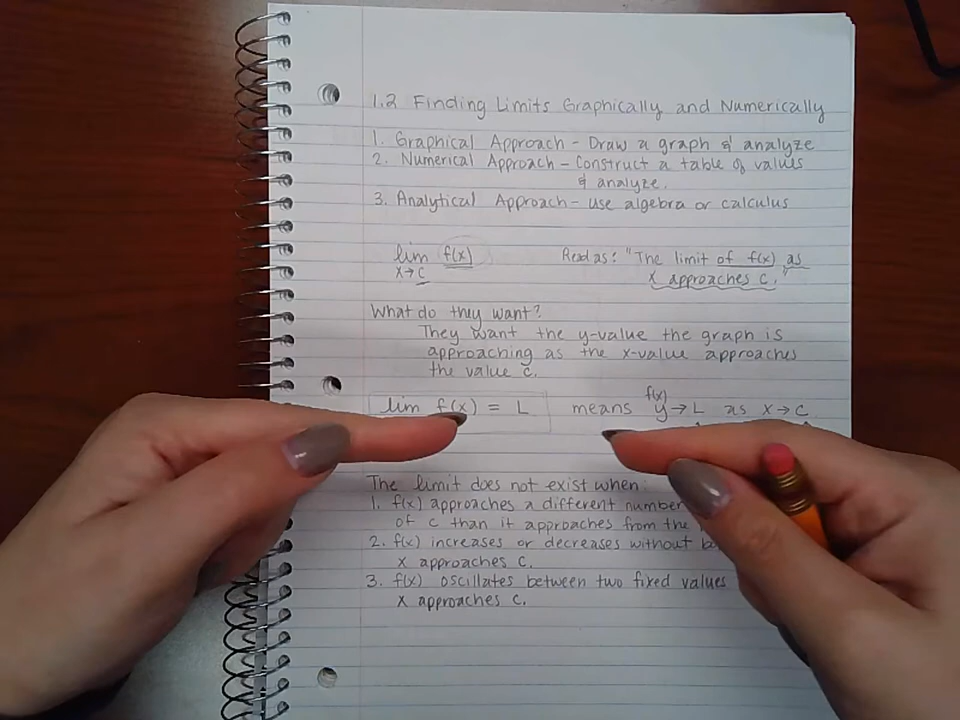 1.2 Finding Limits Graphically and Numerically
1. Graphical Approach - Draw a graph & analyze
2. Numerical Approach - Construct a table of values
& analyze.
3. Analytical Approach - Use algebra or calculus
lim f(x) Read as: "The limit of f(x) as
x→c x approaches c."
What do they want?
They want the y-value the graph is
approaching as the x-value approaches
the value c.
f(x)
lim f(x) = L means y→L as x→c
The limit does not exist when
1. f(x) approaches a different number
of c than it approaches from the
2. f(x) increases or decreases without
x approaches c.
3. f(x) oscillates between two fixed values
x approaches c.